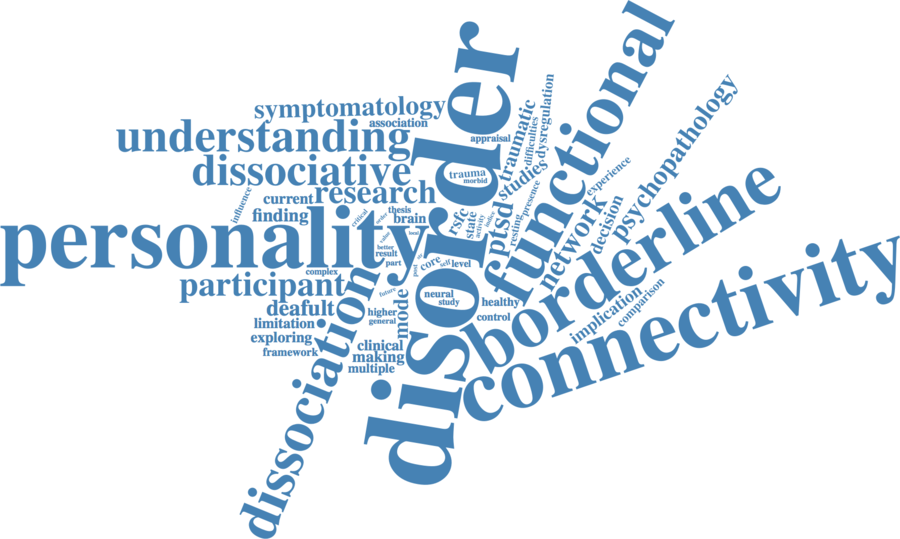 symptomatology
association
understanding
dissociative
research
current
influence
finding
critical
order
thesis
brain
personality
value
local
better
result
part
complex
participant
deafult
limitation
exploring
framework
future
higher
general
mode
clinical
making
multiple
dissociation
disorder
appraisal
trauma
morbid
rsfc
state
activity
core
self
level
post
neural
study
healthy
control
ptsd
resting
presence
studies
traumatic
difficulties
dysregulation
functional
network
experience
decision
psychopathology
borderline
implication
comparison
connectivity